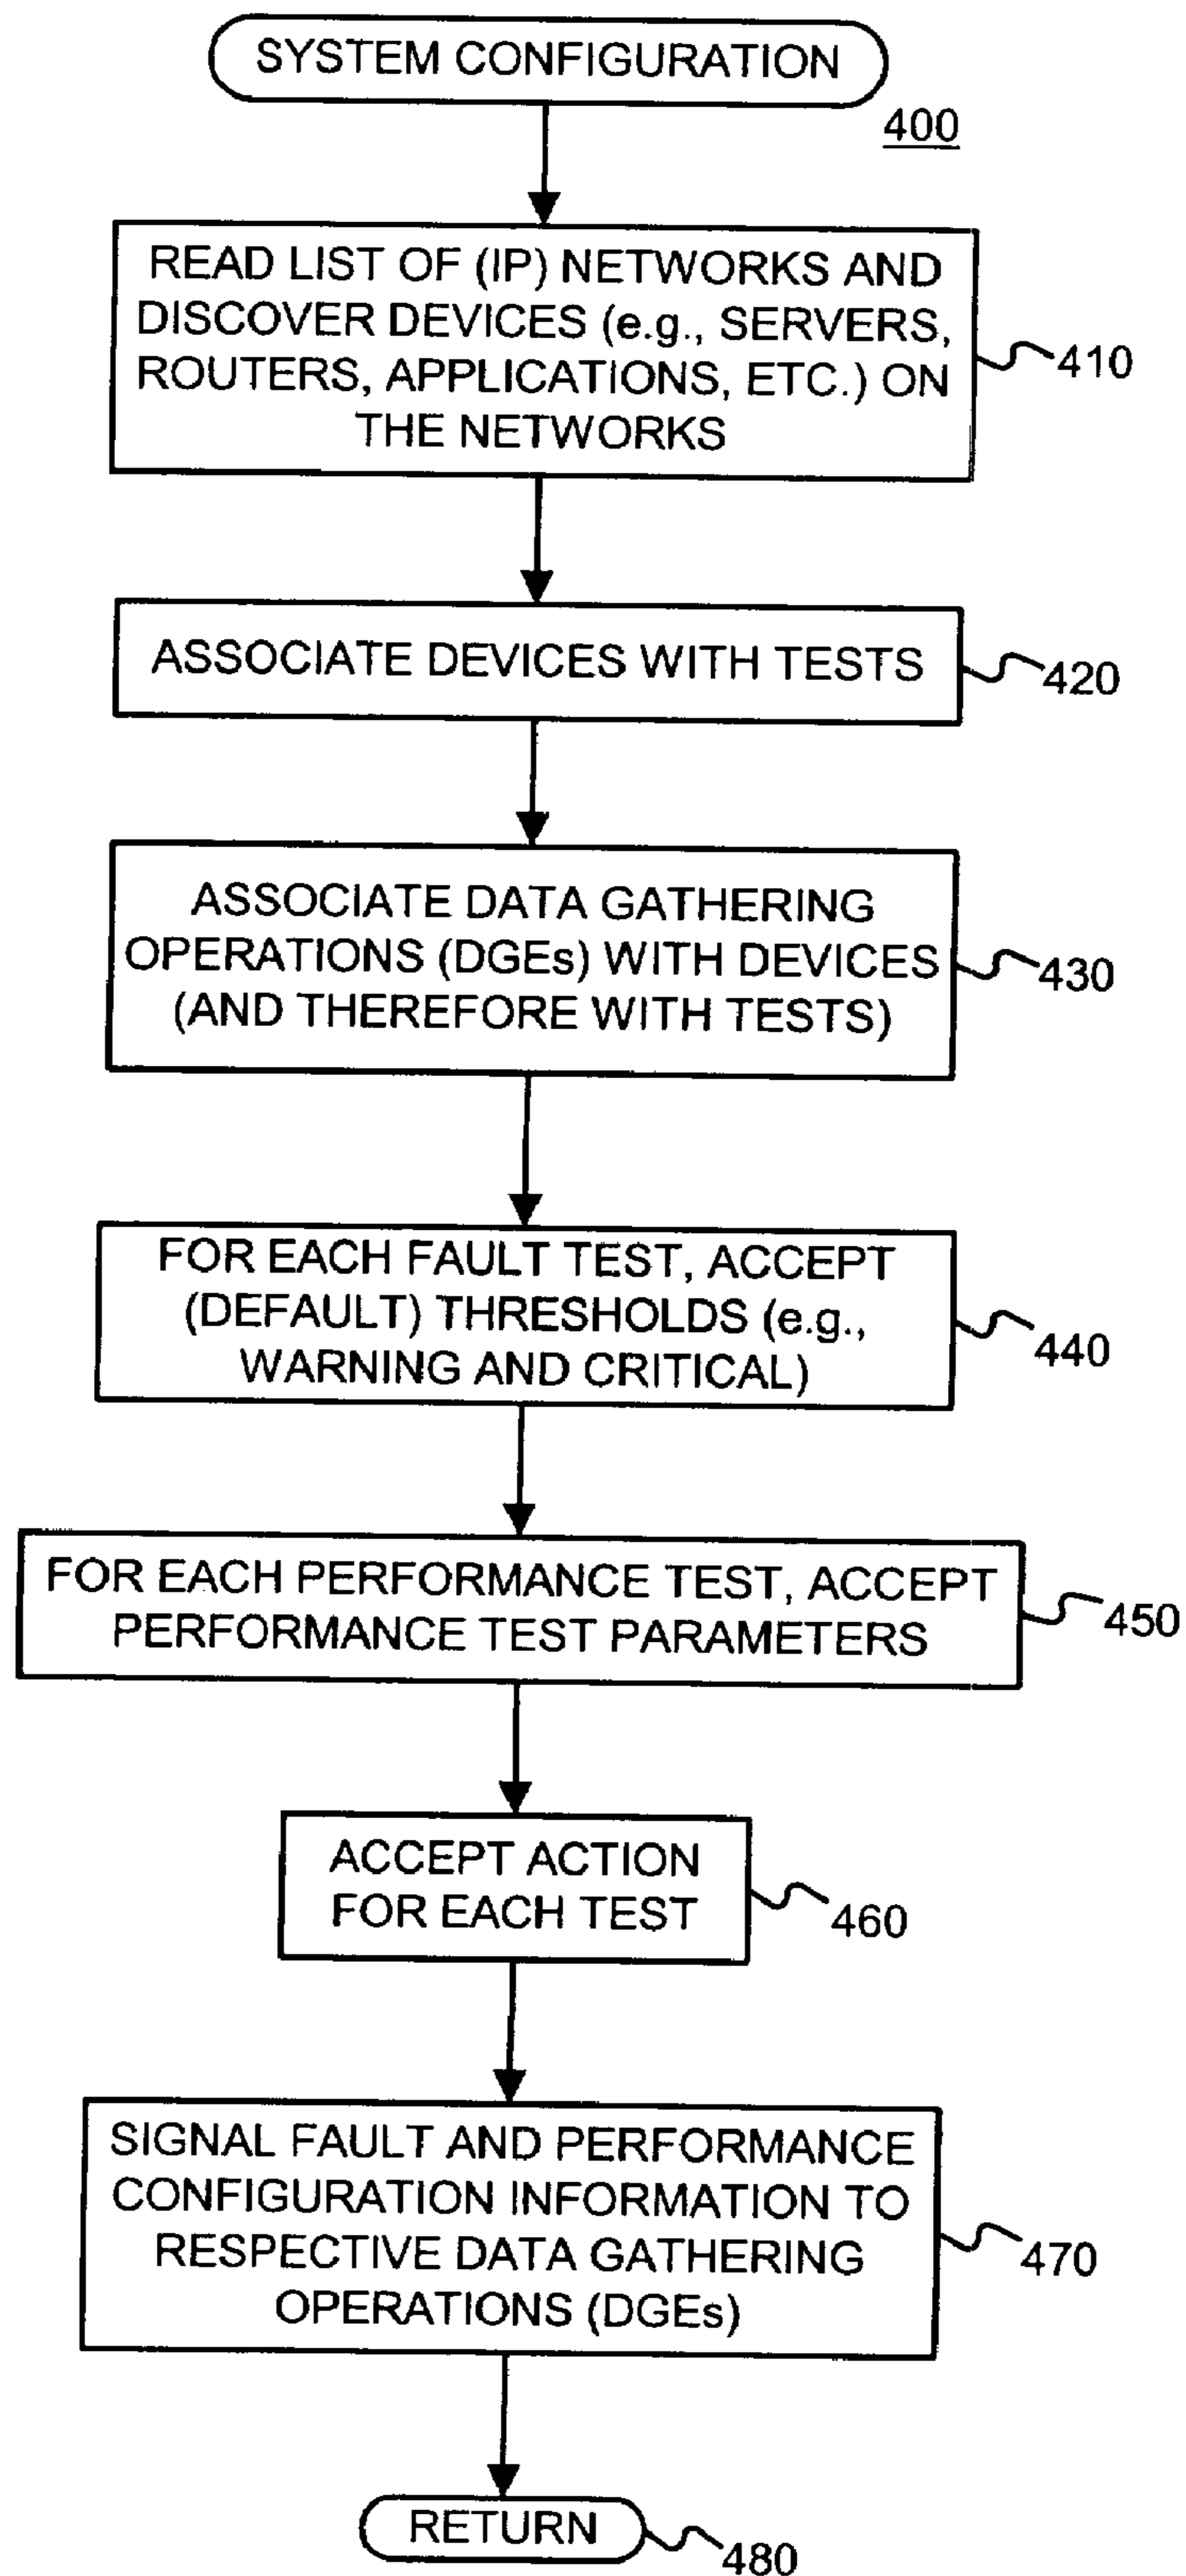 SYSTEM CONFIGURATION
400
READ LIST OF (IP) NETWORKS AND
DISCOVER DEVICES (e.g., SERVERS,
ROUTERS, APPLICATIONS, ETC.) ON
THE NETWORKS
410
ASSOCIATE DEVICES WITH TESTS
420
ASSOCIATE DATA GATHERING
OPERATIONS (DGEs) WITH DEVICES
(AND THEREFORE WITH TESTS)
430
FOR EACH FAULT TEST, ACCEPT
(DEFAULT) THRESHOLDS (e.g.,
WARNING AND CRITICAL)
440
FOR EACH PERFORMANCE TEST, ACCEPT
PERFORMANCE TEST PARAMETERS
450
ACCEPT ACTION
FOR EACH TEST
460
SIGNAL FAULT AND PERFORMANCE
CONFIGURATION INFORMATION TO
RESPECTIVE DATA GATHERING
OPERATIONS (DGEs)
470
RETURN
480